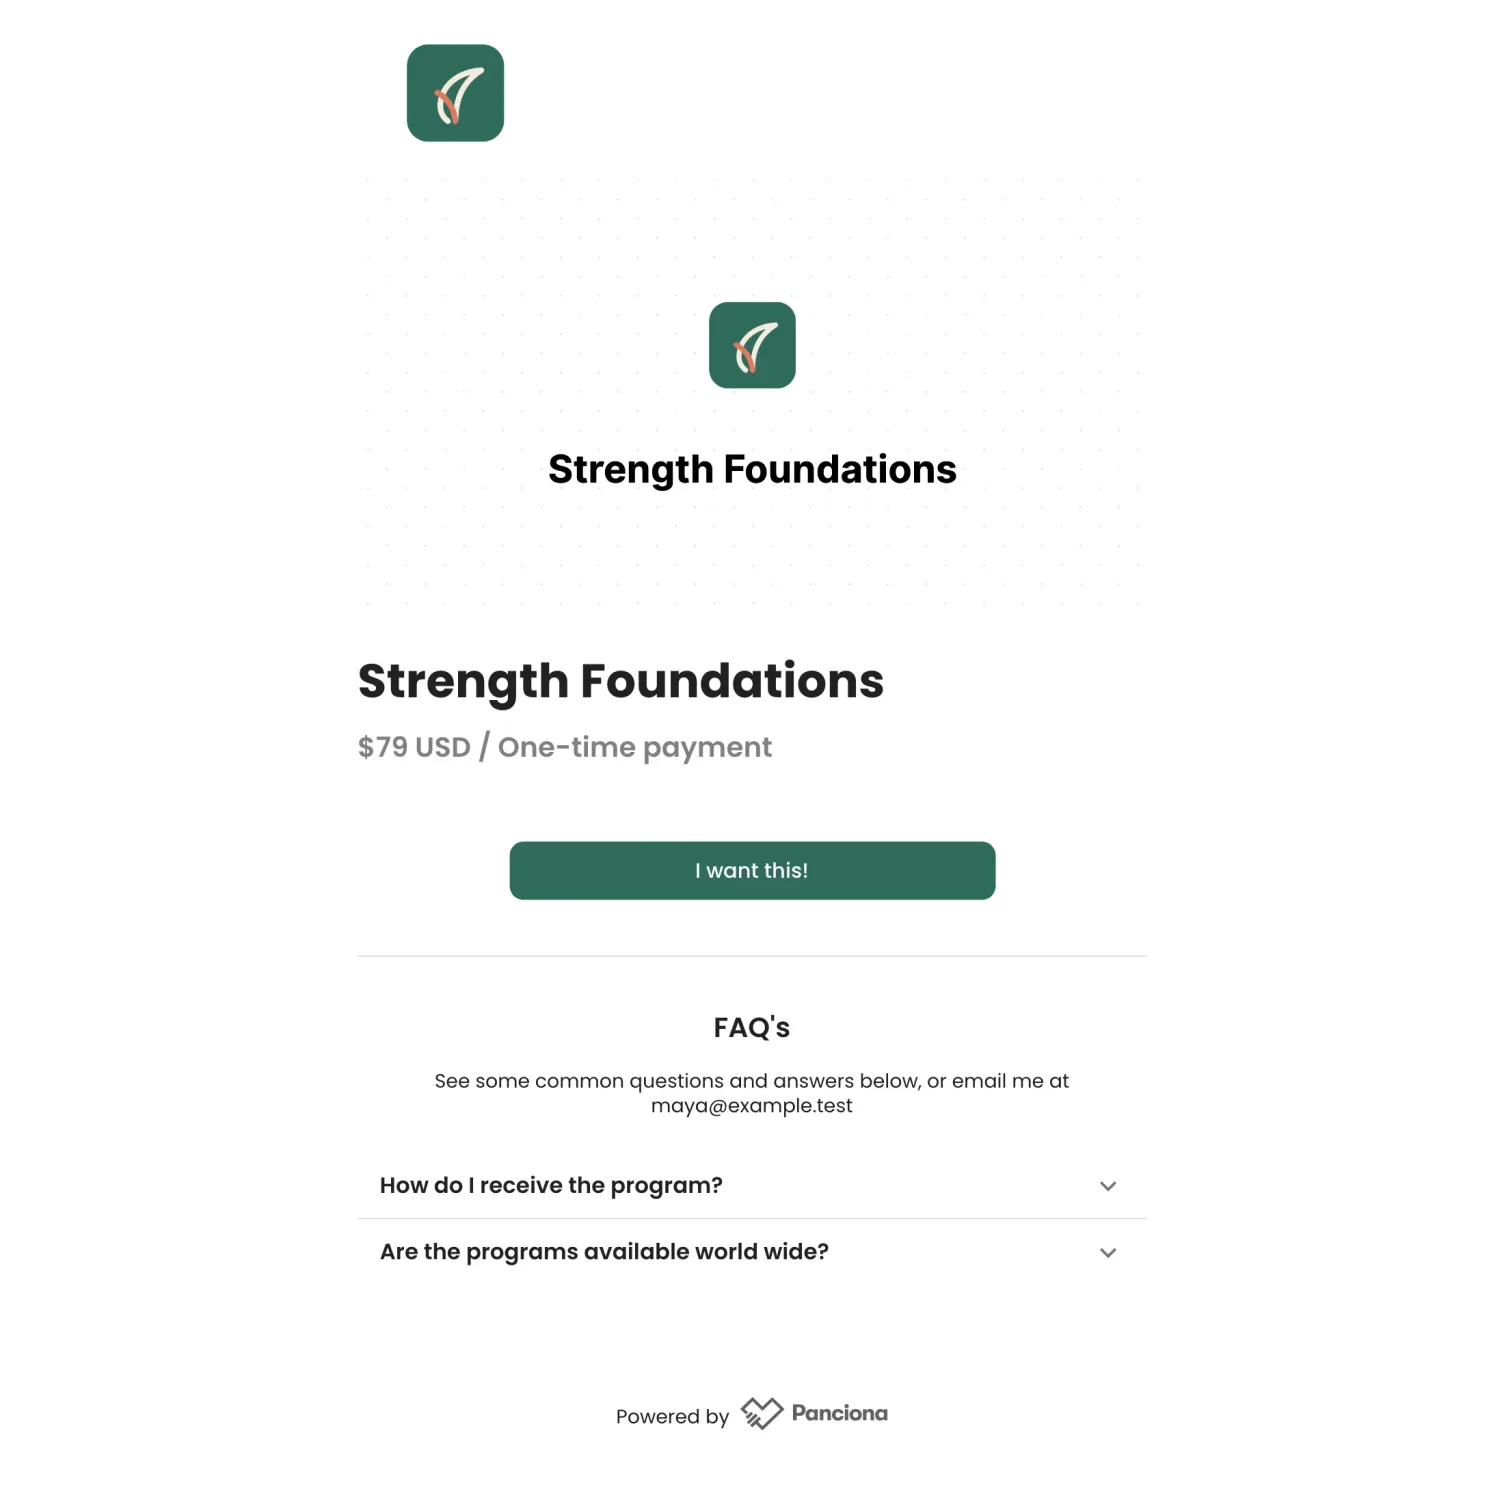 Strength Foundations
Strength Foundations
$79 USD / One-time payment
I want this!
FAQ's
See some common questions and answers below, or email me at
maya@example.test
How do I receive the program?
Are the programs available world wide?
Powered by Panciona